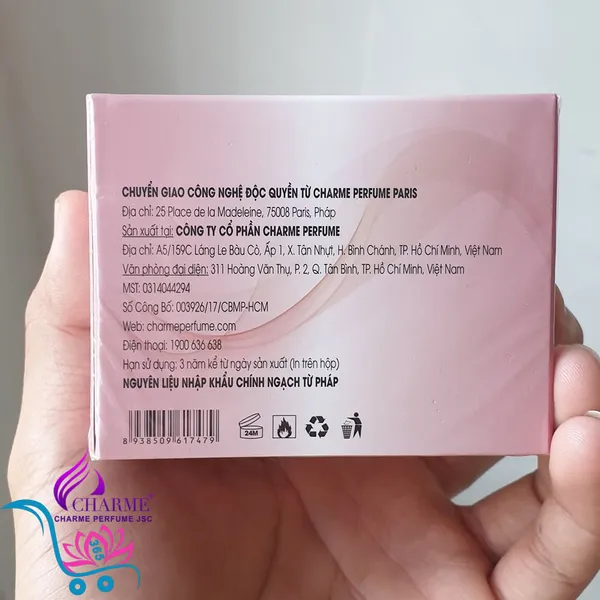 CHUYỂN GIAO CÔNG NGHỆ ĐỘC QUYỀN TỪ CHARME PERFUME PARIS
Địa chỉ: 25 Place de la Madeleine, 75008 Paris, Pháp
Sản xuất tại: CÔNG TY CỔ PHẦN CHARME PERFUME
Địa chỉ: A5/159C Láng Le Bàu Cò, Ấp 1, X. Tân Nhựt, H. Bình Chánh, TP. Hồ Chí Minh, Việt Nam
Văn phòng đại diện: 311 Hoàng Văn Thụ, P. 2, Q. Tân Bình, TP. Hồ Chí Minh, Việt Nam
MST: 0314044294
Số Công Bố: 003926/17/CBMP-HCM
Web: charmeperfume.com
Điện thoại: 1900 636 638
Hạn sử dụng: 3 năm kể từ ngày sản xuất (In trên hộp)
NGUYÊN LIỆU NHẬP KHẨU CHÍNH NGẠCH TỪ PHÁP
8 938509 617479
24M
CHARME
CHARME PERFUME JSC
365